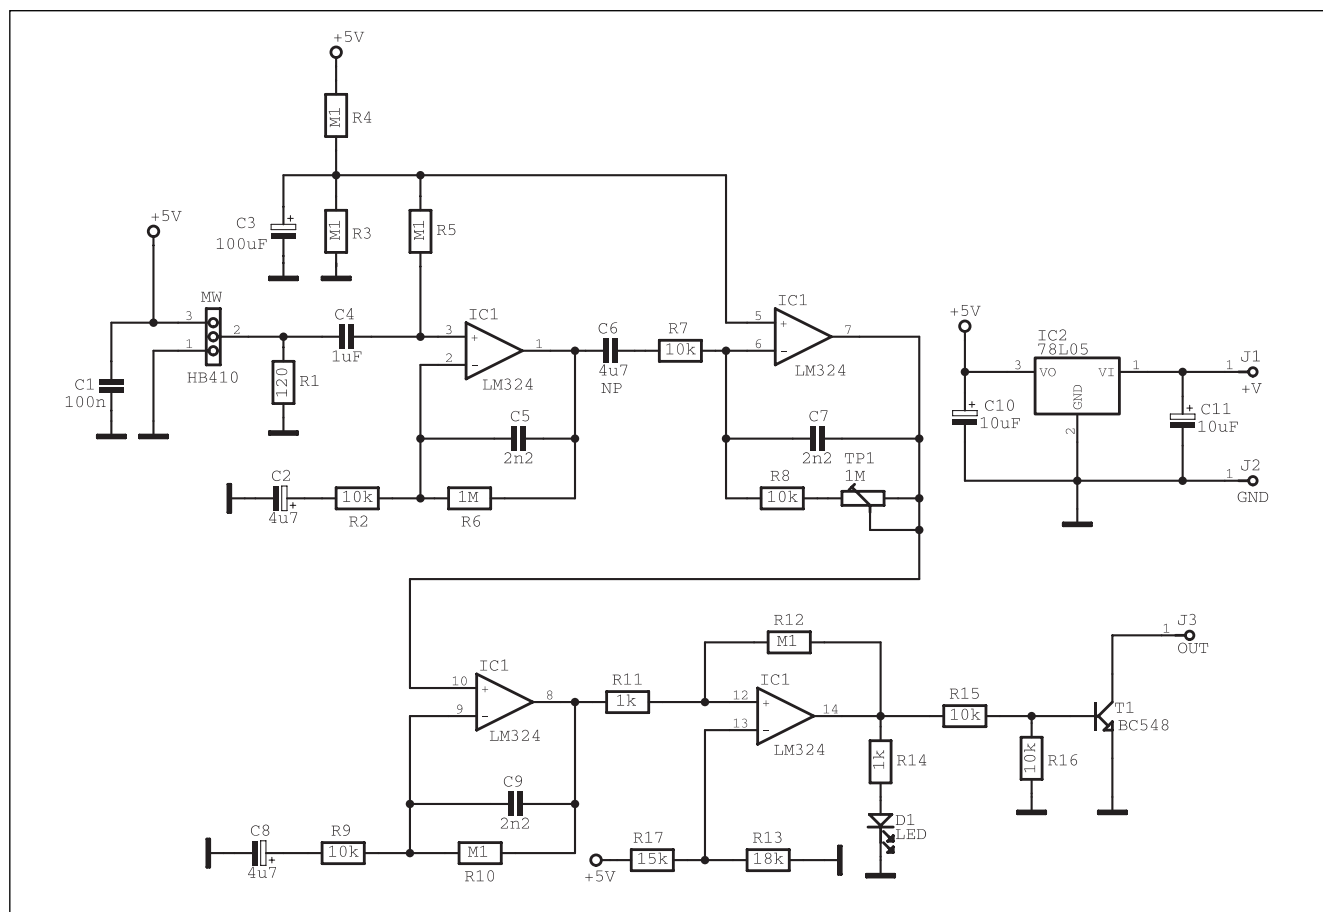 +5V
M1
R4
+5V
C3
100uF
+
M1
R3
M1
R5
MW
3
2
1
HB410
C1
100n
120
R1
C4
1uF
IC1
3
+
2
-
1
LM324
C6
4u7
NP
R7
10k
IC1
5
+
6
-
7
LM324
C5
2n2
C2
4u7
+
10k
R2
1M
R6
C7
2n2
R8
10k
TP1
1M
+5V
IC2
78L05
3
VO
VI
1
GND
2
C10
10uF
+
C11
10uF
+
J1
1
+V
J2
1
GND
IC1
10
+
9
-
8
LM324
R11
1k
R12
M1
IC1
12
+
13
-
14
LM324
R15
10k
1k
R14
10k
R16
T1
BC548
J3
1
OUT
C9
2n2
C8
4u7
+
R9
10k
M1
R10
+5V
R17
15k
R13
18k
D1
LED